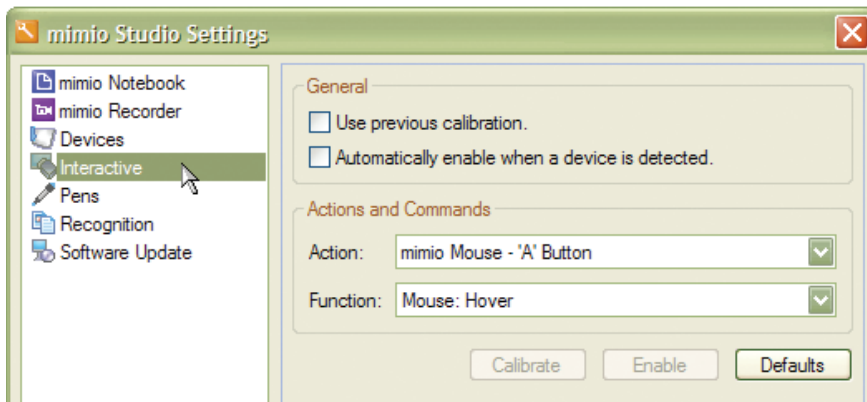 mimio Studio Settings
mimio Notebook
mimio Recorder
Devices
Interactive
Pens
Recognition
Software Update
General
Use previous calibration.
Automatically enable when a device is detected.
Actions and Commands
Action: mimio Mouse - 'A' Button
Function: Mouse: Hover
Calibrate Enable Defaults